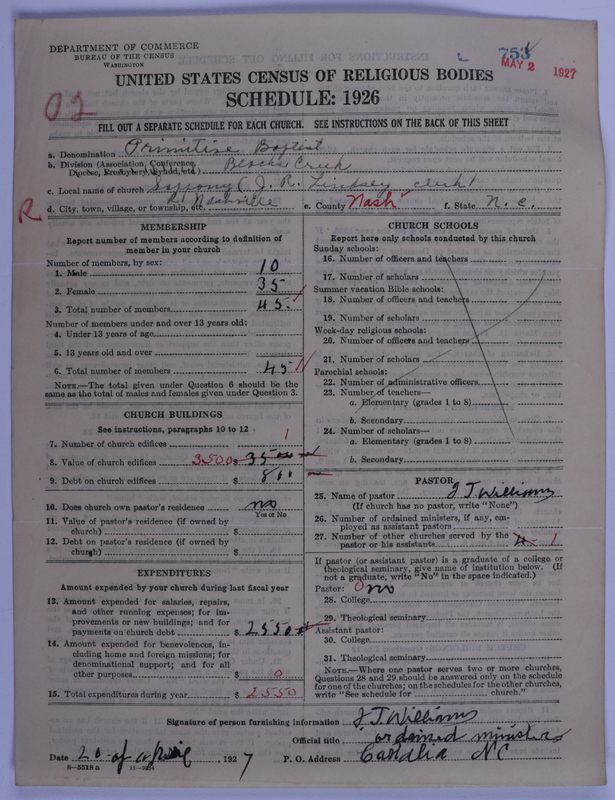 DEPARTMENT OF COMMERCE
BUREAU OF THE CENSUS
WASHINGTON
753
MAY 2 1927
UNITED STATES CENSUS OF RELIGIOUS BODIES
SCHEDULE: 1926
02
FILL OUT A SEPARATE SCHEDULE FOR EACH CHURCH. SEE INSTRUCTIONS ON THE BACK OF THIS SHEET
a. Denomination Primitive Baptist
b. Division (Association, Conference, Diocese, Presbytery, Synod, etc.) Black Creek
c. Local name of church Sappony (J. R. Lindsey clerk)
R
d. City, town, village, or township, etc. Nashville e. County Nash f. State N. C.
MEMBERSHIP
Report number of members according to definition of
member in your church
Number of members, by sex:
1. Male 10
2. Female 35
3. Total number of members 45
Number of members under and over 13 years old:
4. Under 13 years of age
5. 13 years old and over
6. Total number of members 45
NOTE.—The total given under Question 6 should be the
same as the total of males and females given under Question 3.
CHURCH BUILDINGS
See instructions, paragraphs 10 to 12
7. Number of church edifices 1
8. Value of church edifices 3500 $ 3500
9. Debt on church edifices $ 800
10. Does church own pastor's residence no
Yes or No
11. Value of pastor's residence (if owned by
church) $
12. Debt on pastor's residence (if owned by
church) $
EXPENDITURES
Amount expended by your church during last fiscal year
13. Amount expended for salaries, repairs,
and other running expenses; for im-
provements or new buildings; and for
payments on church debt $ 2550
14. Amount expended for benevolences, in-
cluding home and foreign missions; for
denominational support; and for all
other purposes $ 0
15. Total expenditures during year $ 2550
CHURCH SCHOOLS
Report here only schools conducted by this church
Sunday schools:
16. Number of officers and teachers
17. Number of scholars
Summer vacation Bible schools:
18. Number of officers and teachers
19. Number of scholars
Week-day religious schools:
20. Number of officers and teachers
21. Number of scholars
Parochial schools:
22. Number of administrative officers
23. Number of teachers—
a. Elementary (grades 1 to 8)
b. Secondary
24. Number of scholars—
a. Elementary (grades 1 to 8)
b. Secondary
PASTOR
25. Name of pastor J T. Williams
(If church has no pastor, write "None")
26. Number of ordained ministers, if any, em-
ployed as assistant pastors
27. Number of other churches served by the
pastor or his assistants 4 1
If pastor (or assistant pastor) is a graduate of a college or
theological seminary, give name of institution below. (If
not a graduate, write "No" in the space indicated.)
Pastor: 0 no
28. College
29. Theological seminary
Assistant pastor:
30. College
31. Theological seminary
NOTE.—Where one pastor serves two or more churches,
Questions 28 and 29 should be answered only on the schedule
for one of the churches; on the schedules for the other churches,
write "See schedule for church."
Signature of person furnishing information J T. Williams
Official title ordained minister
Date 20 of 1927 P. O. Address NC
8—5518a 11—9294